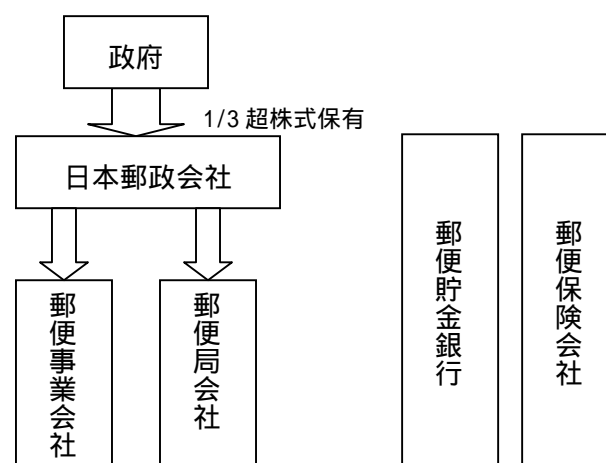 政府
1/3 超株式保有
日本郵政会社
郵便事業会社
郵便局会社
郵便貯金銀行
郵便保険会社